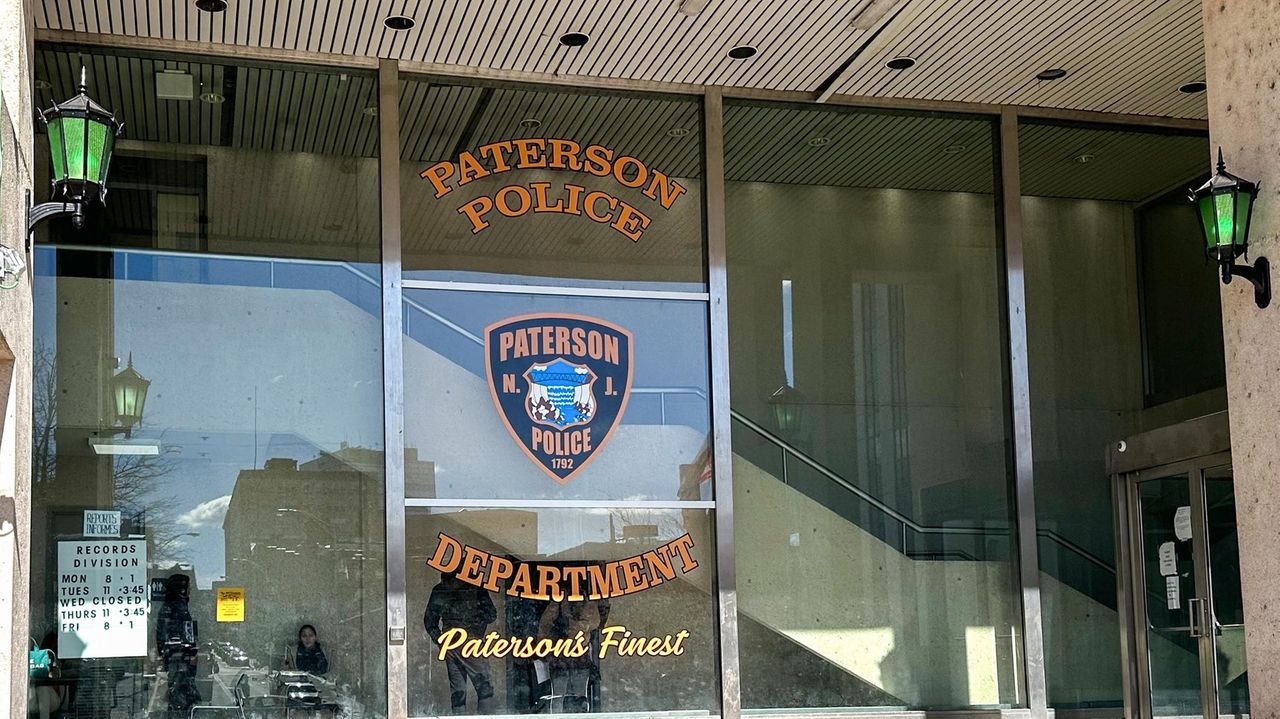 PATERSON
POLICE
PATERSON
N. J.
POLICE
1792
DEPARTMENT
Paterson's Finest
REPORTS
INFORMES
RECORDS
DIVISION
MON 8 • 1
TUES 11 • 3:45
WED CLOSED
THURS 11 • 3:45
FRI 8 • 1